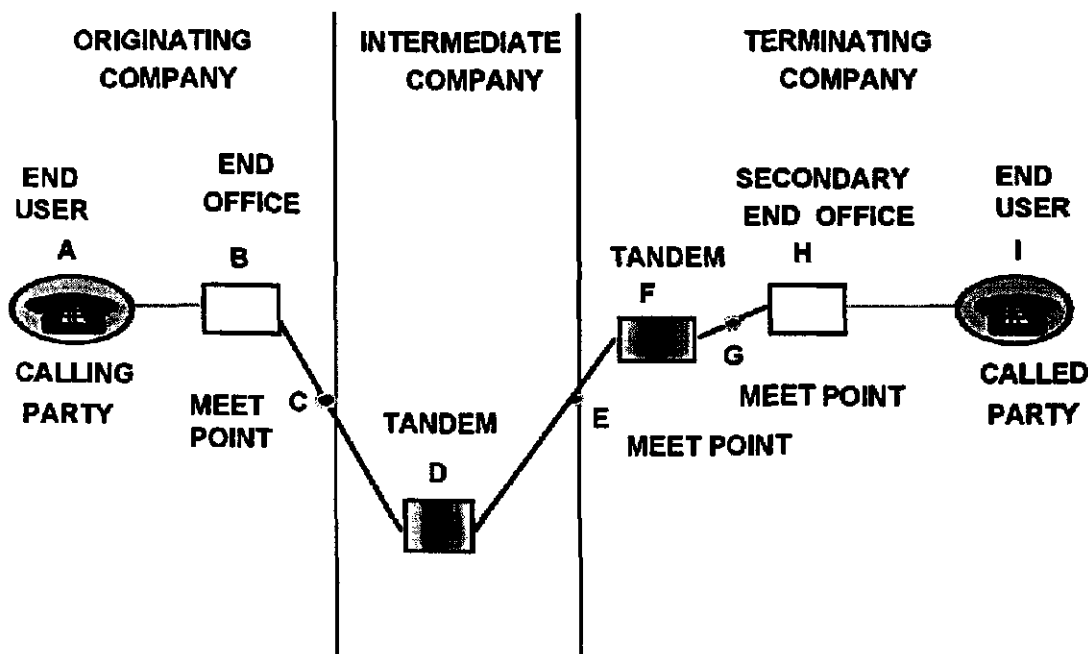 ORIGINATING
COMPANY
INTERMEDIATE
COMPANY
TERMINATING
COMPANY
END
USER
A
END
OFFICE
B
SECONDARY
END OFFICE
H
END
USER
I
TANDEM
F
G
CALLING
PARTY
MEET
POINT
C
TANDEM
D
E
MEET POINT
MEET POINT
CALLED
PARTY